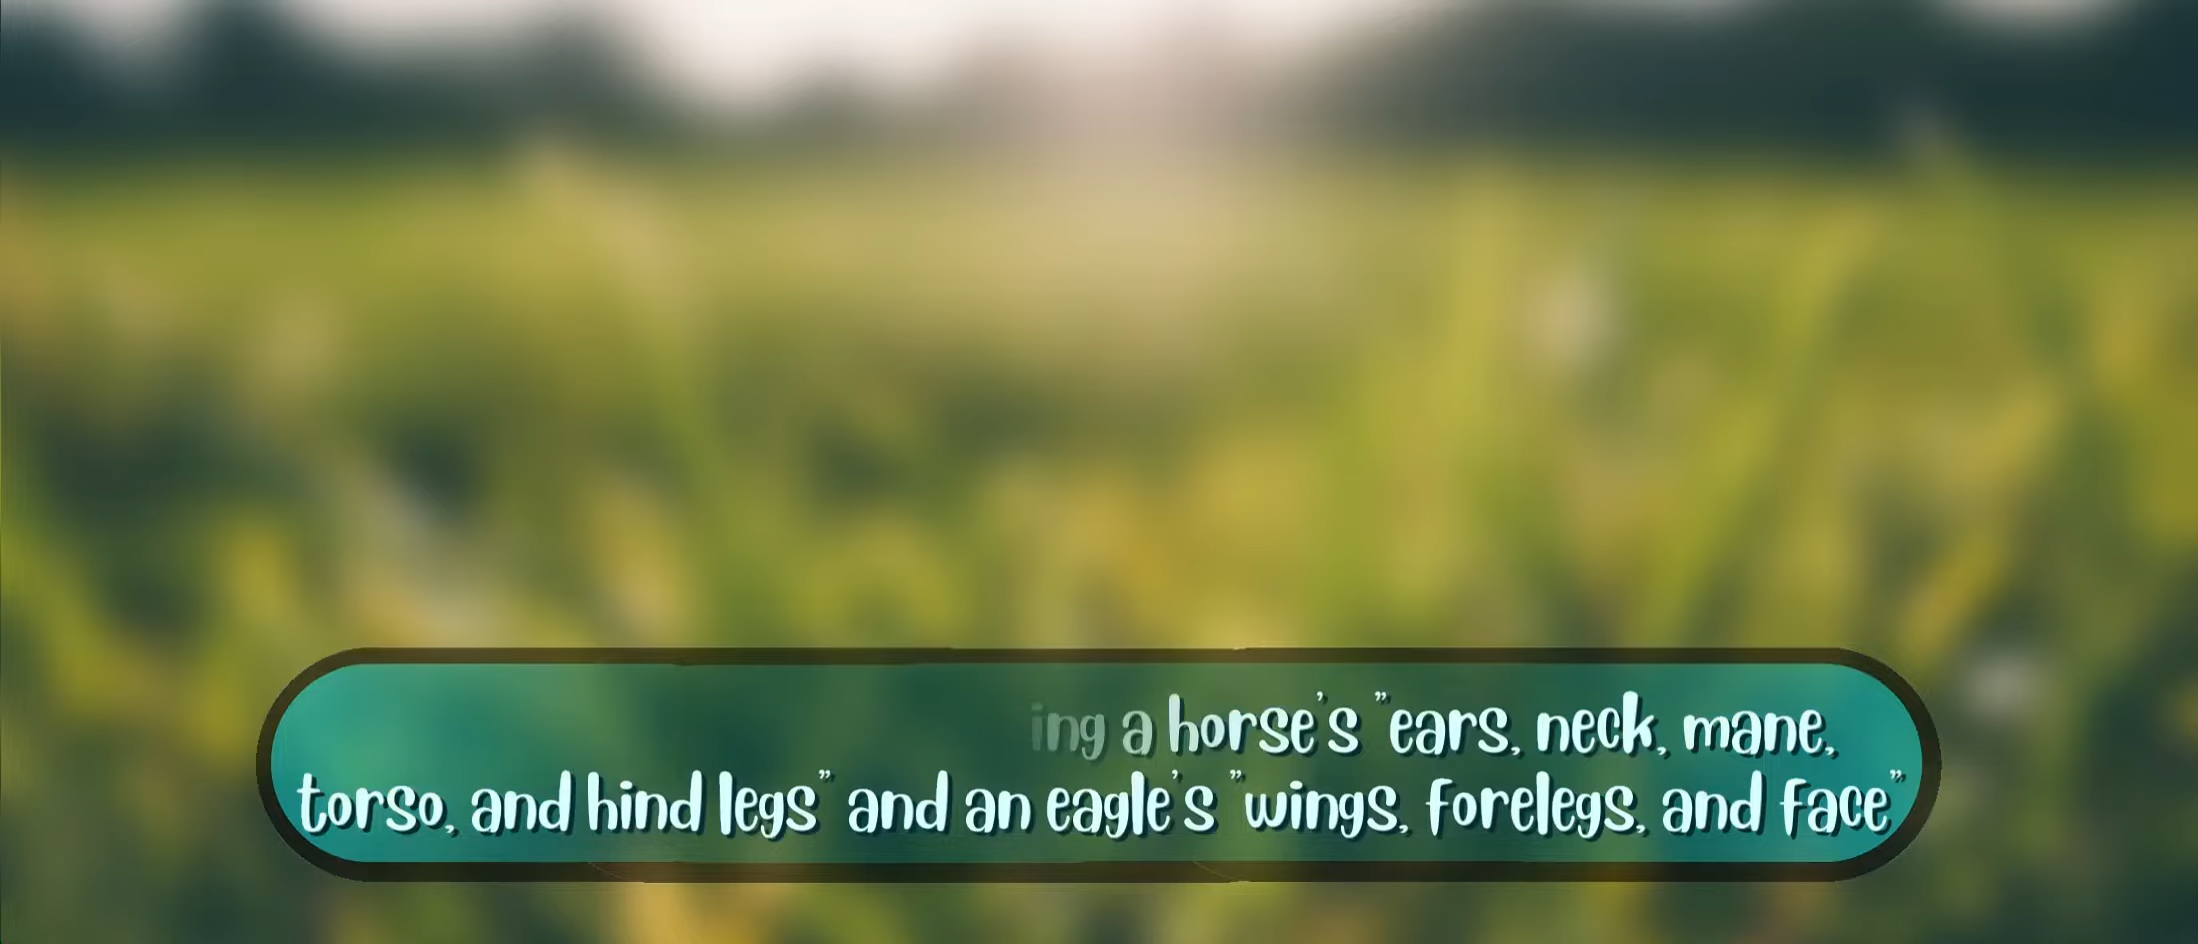 ing a horse's "ears, neck, mane,
torso, and hind legs" and an eagle's "wings, forelegs, and face"